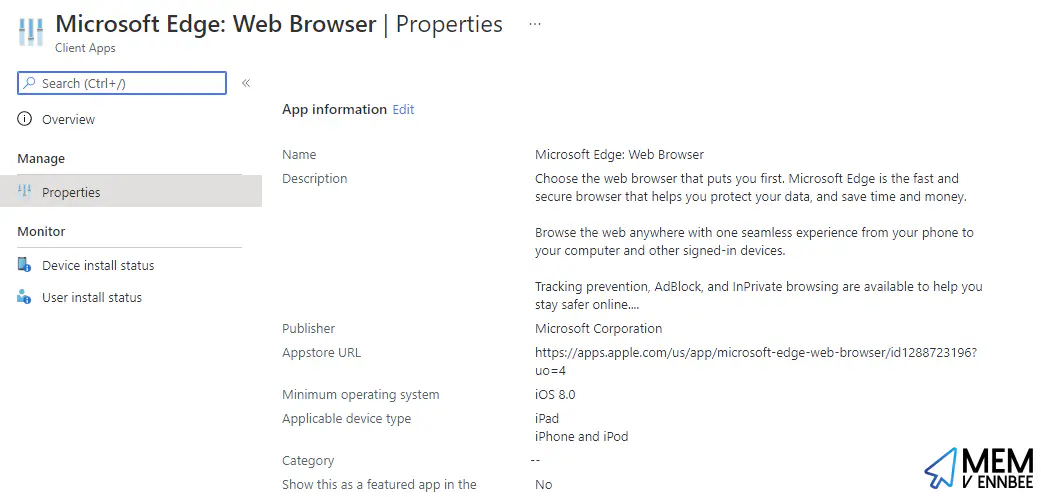 Microsoft Edge: Web Browser | Properties ...
Client Apps
Search (Ctrl+/)
«
Overview
Manage
Properties
Monitor
Device install status
User install status
App information Edit
Name Microsoft Edge: Web Browser
Description Choose the web browser that puts you first. Microsoft Edge is the fast and
secure browser that helps you protect your data, and save time and money.
Browse the web anywhere with one seamless experience from your phone to
your computer and other signed-in devices.
Tracking prevention, AdBlock, and InPrivate browsing are available to help you
stay safer online....
Publisher Microsoft Corporation
Appstore URL https://apps.apple.com/us/app/microsoft-edge-web-browser/id1288723196?
uo=4
Minimum operating system iOS 8.0
Applicable device type iPad
iPhone and iPod
Category --
Show this as a featured app in the No
MEM
V ENNBEE